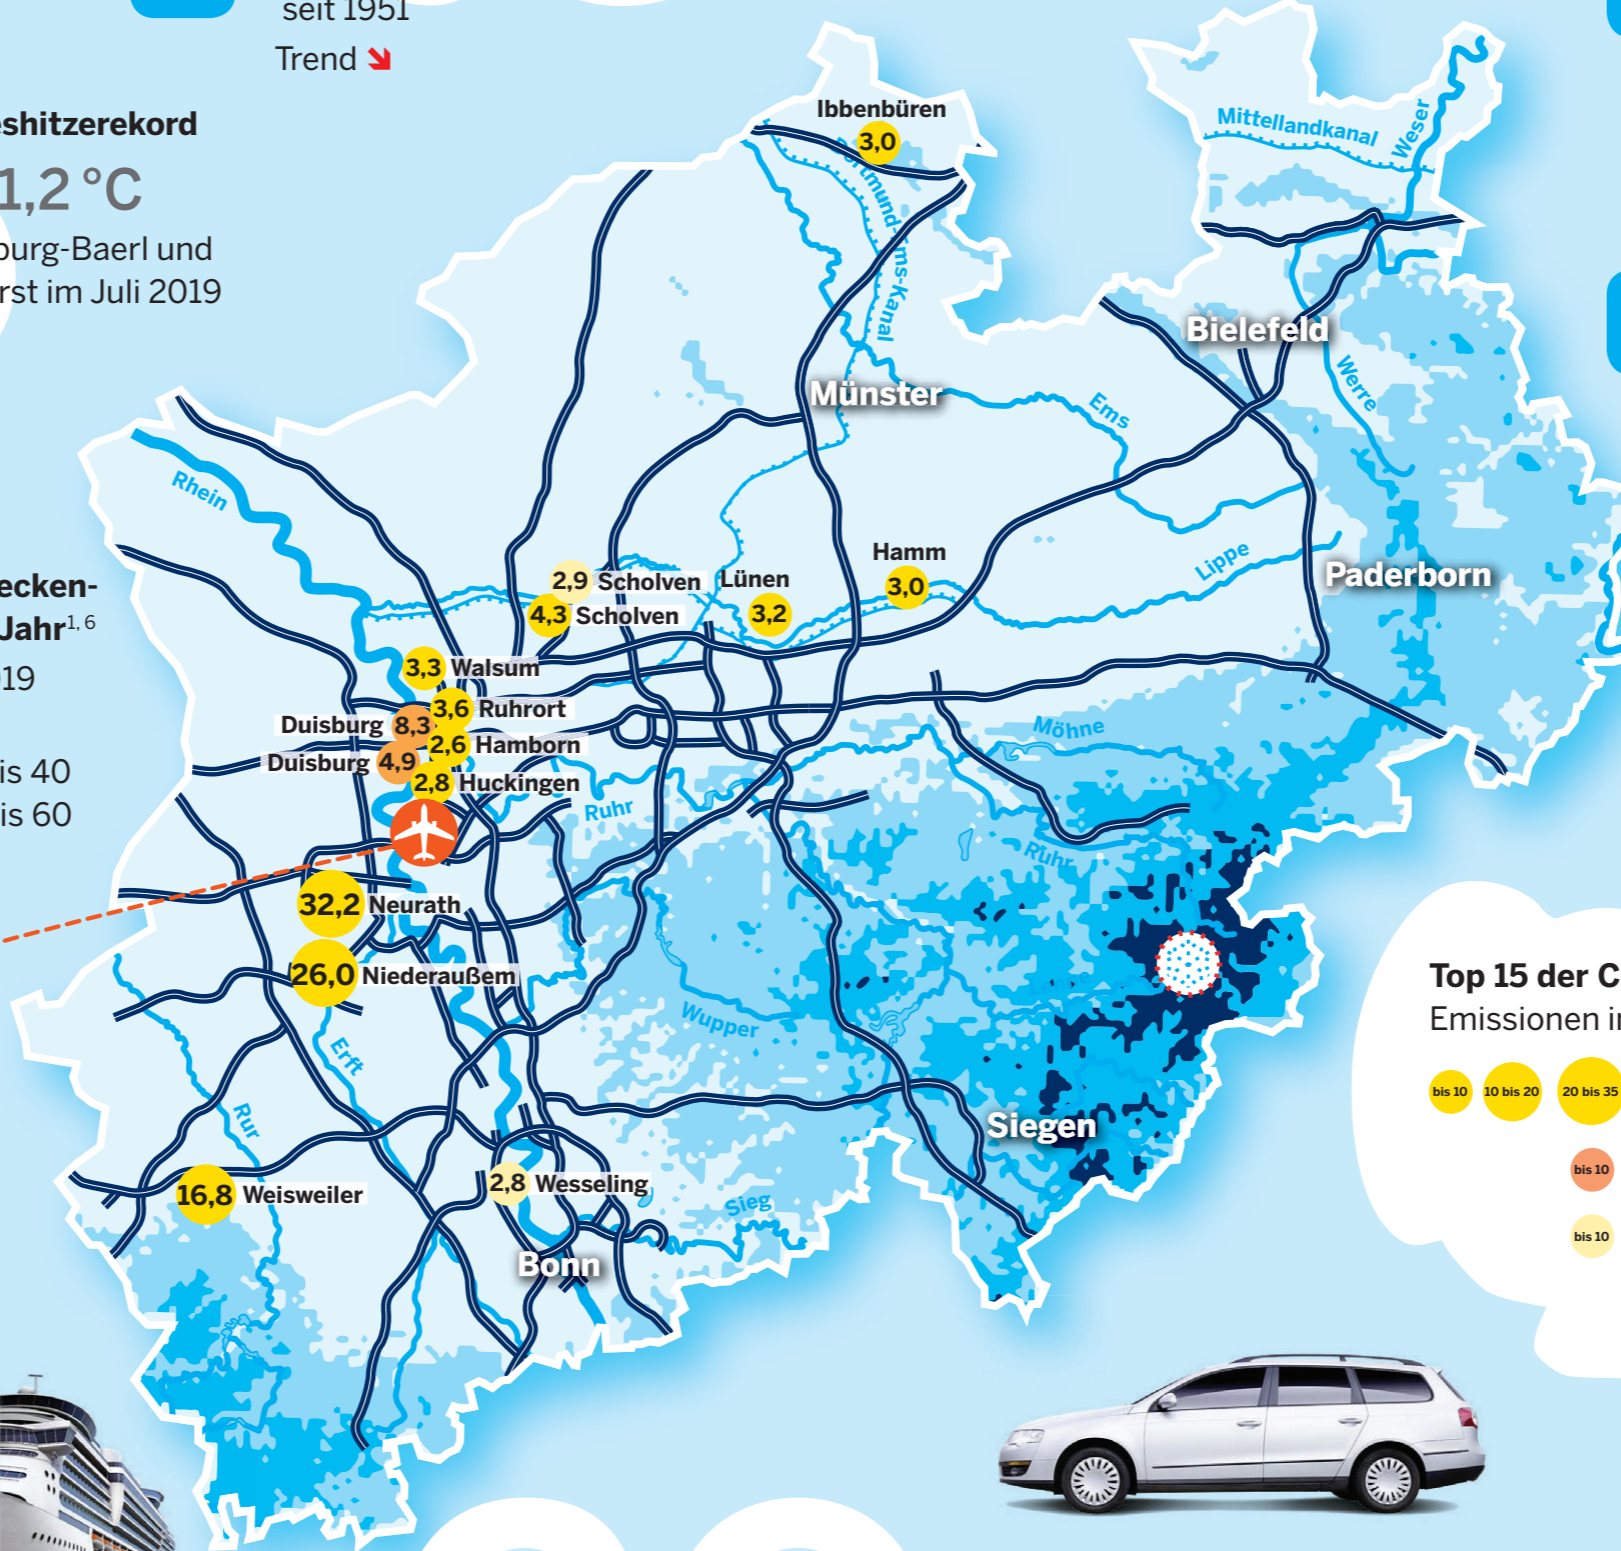 seit 1951
Trend
shitzerekord
1,2 °C
burg-Baerl und
rst im Juli 2019
ecken-
Jahr1, 6
019
is 40
is 60
Ibbenbüren
3,0
Dortmund-Ems-Kanal
Mittellandkanal
Weser
Bielefeld
Werre
Münster
Ems
Rhein
Hamm
3,0
Lippe
Paderborn
2,9 Scholven
4,3 Scholven
Lünen
3,2
3,3 Walsum
3,6 Ruhrort
Duisburg 8,3
2,6 Hamborn
Duisburg 4,9
2,8 Huckingen
Möhne
Ruhr
Ruhr
32,2 Neurath
26,0 Niederaußem
Lenne
Wupper
Erft
Rur
Siegen
16,8 Weisweiler
2,8 Wesseling
Sieg
Bonn
Top 15 der C
Emissionen i
bis 10
10 bis 20
20 bis 35
bis 10
bis 10